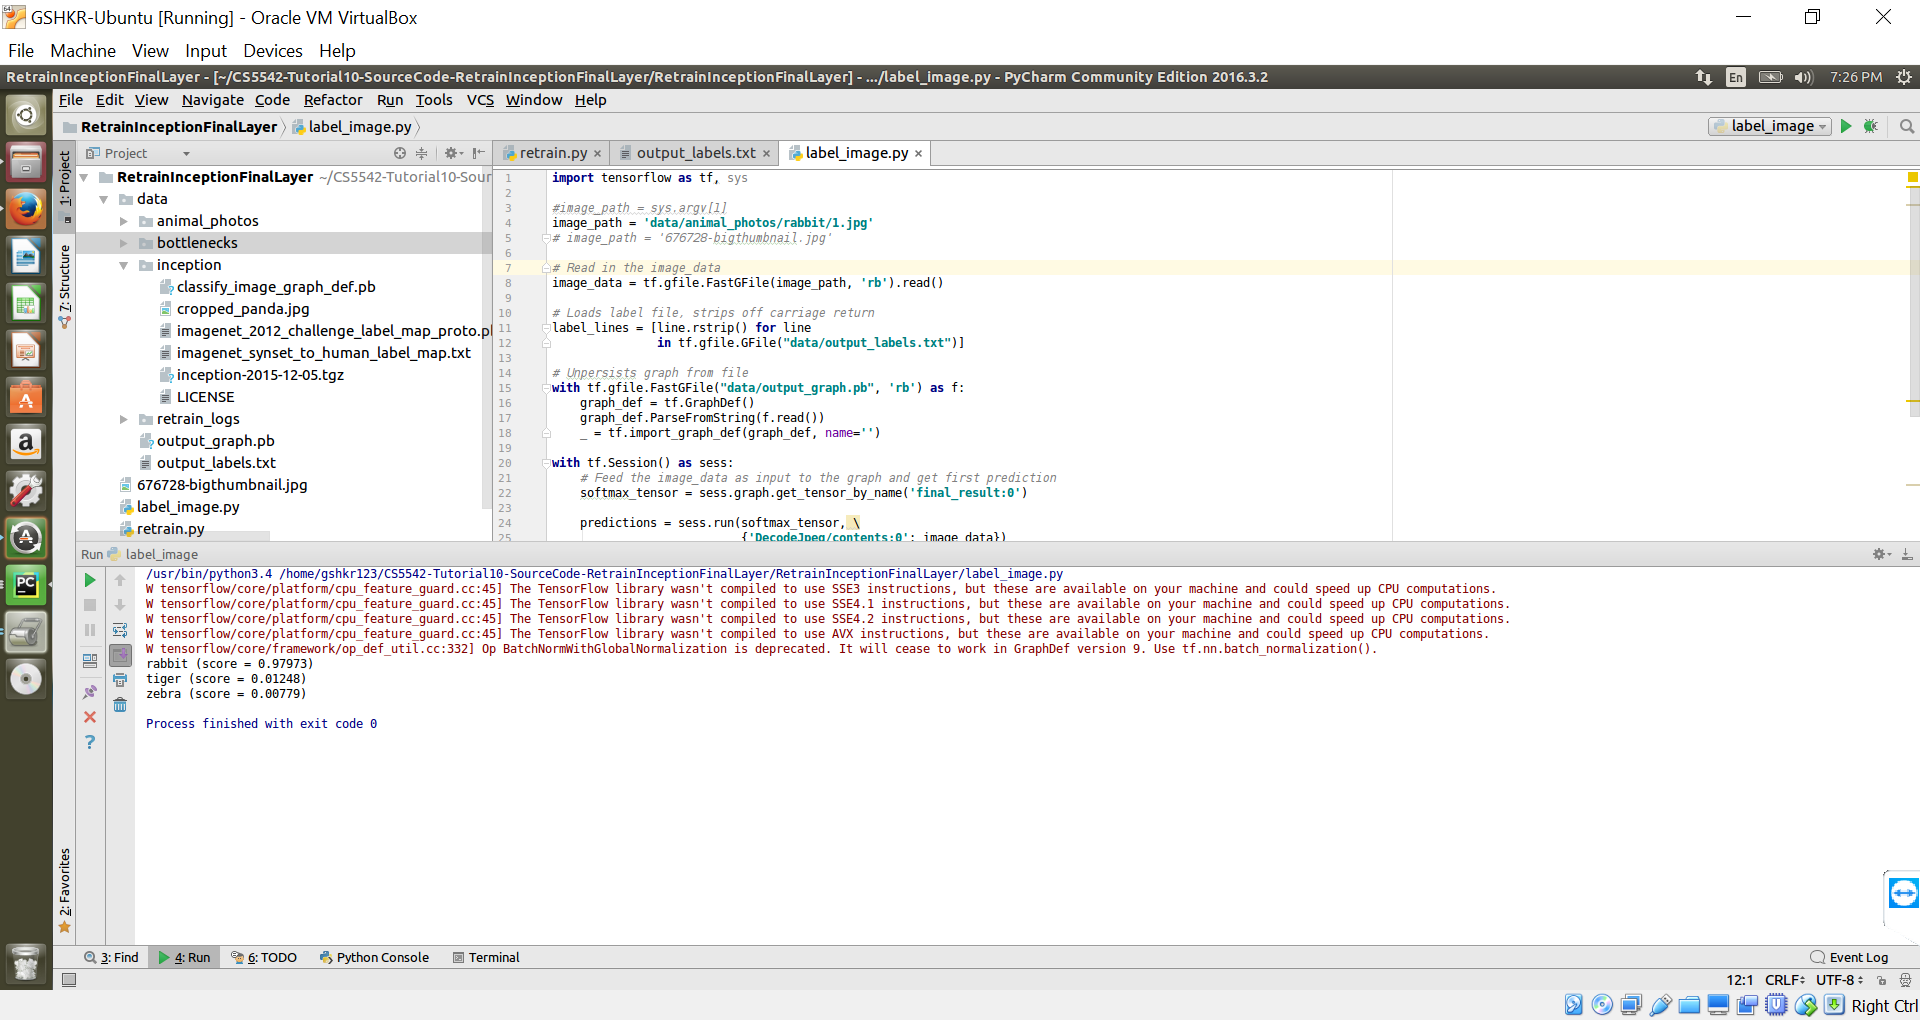 GSHKR-Ubuntu [Running] - Oracle VM VirtualBox
File Machine View Input Devices Help
RetrainInceptionFinalLayer - [~/CS5542-Tutorial10-SourceCode-RetrainInceptionFinalLayer/RetrainInceptionFinalLayer] - .../label_image.py - PyCharm Community Edition 2016.3.2
En 7:26 PM
File Edit View Navigate Code Refactor Run Tools VCS Window Help
RetrainInceptionFinalLayer label_image.py
label_image
Project
retrain.py × output_labels.txt × label_image.py ×
1: Project
7: Structure
2: Favorites
RetrainInceptionFinalLayer ~/CS5542-Tutorial10-Sour
data
animal_photos
bottlenecks
inception
classify_image_graph_def.pb
cropped_panda.jpg
imagenet_2012_challenge_label_map_proto.p
imagenet_synset_to_human_label_map.txt
inception-2015-12-05.tgz
LICENSE
retrain_logs
output_graph.pb
output_labels.txt
676728-bigthumbnail.jpg
label_image.py
retrain.py
1 import tensorflow as tf, sys
2
3 #image_path = sys.argv[1]
4 image_path = 'data/animal_photos/rabbit/1.jpg'
5 # image_path = '676728-bigthumbnail.jpg'
6
7 # Read in the image_data
8 image_data = tf.gfile.FastGFile(image_path, 'rb').read()
9
10 # Loads label file, strips off carriage return
11 label_lines = [line.rstrip() for line
12 in tf.gfile.GFile("data/output_labels.txt")]
13
14 # Unpersists graph from file
15 with tf.gfile.FastGFile("data/output_graph.pb", 'rb') as f:
16 graph_def = tf.GraphDef()
17 graph_def.ParseFromString(f.read())
18 _ = tf.import_graph_def(graph_def, name='')
19
20 with tf.Session() as sess:
21 # Feed the image_data as input to the graph and get first prediction
22 softmax_tensor = sess.graph.get_tensor_by_name('final_result:0')
23
24 predictions = sess.run(softmax_tensor, \
25 {'DecodeJpeg/contents:0': image_data})
Run label_image
/usr/bin/python3.4 /home/gshkr123/CS5542-Tutorial10-SourceCode-RetrainInceptionFinalLayer/RetrainInceptionFinalLayer/label_image.py
W tensorflow/core/platform/cpu_feature_guard.cc:45] The TensorFlow library wasn't compiled to use SSE3 instructions, but these are available on your machine and could speed up CPU computations.
W tensorflow/core/platform/cpu_feature_guard.cc:45] The TensorFlow library wasn't compiled to use SSE4.1 instructions, but these are available on your machine and could speed up CPU computations.
W tensorflow/core/platform/cpu_feature_guard.cc:45] The TensorFlow library wasn't compiled to use SSE4.2 instructions, but these are available on your machine and could speed up CPU computations.
W tensorflow/core/platform/cpu_feature_guard.cc:45] The TensorFlow library wasn't compiled to use AVX instructions, but these are available on your machine and could speed up CPU computations.
W tensorflow/core/framework/op_def_util.cc:332] Op BatchNormWithGlobalNormalization is deprecated. It will cease to work in GraphDef version 9. Use tf.nn.batch_normalization().
rabbit (score = 0.97973)
tiger (score = 0.01248)
zebra (score = 0.00779)
Process finished with exit code 0
3: Find 4: Run 6: TODO Python Console Terminal Event Log
12:1 CRLF UTF-8
Right Ctrl